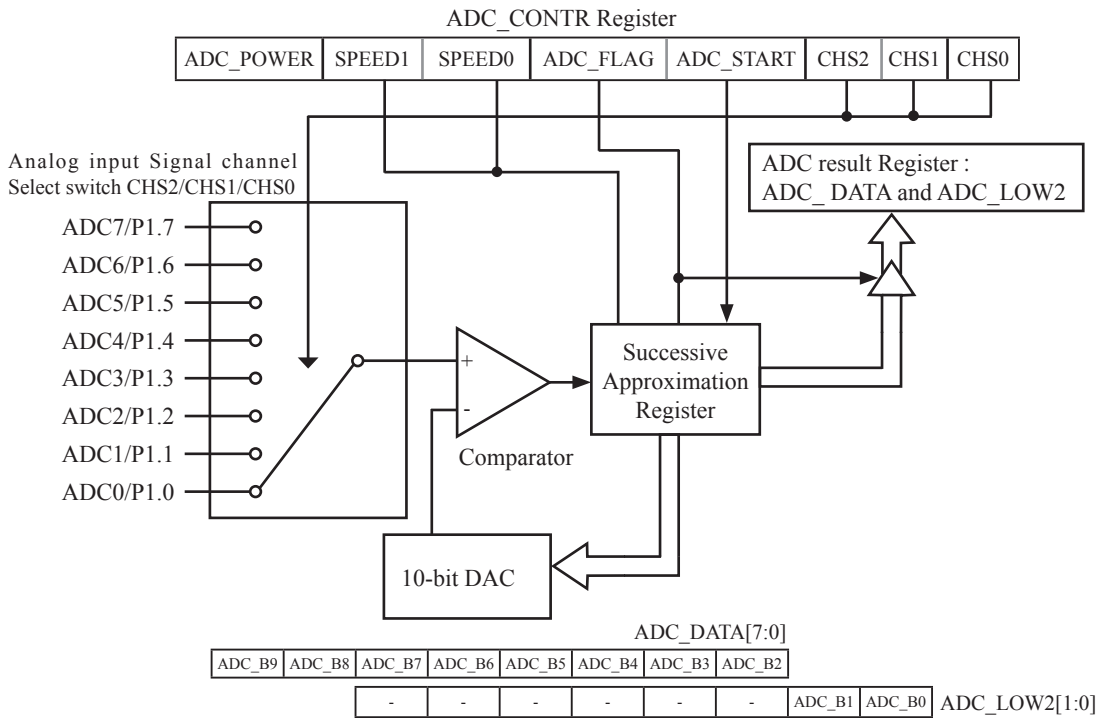 ADC_CONTR Register
ADC_POWER SPEED1 SPEED0 ADC_FLAG ADC_START CHS2 CHS1 CHS0
Analog input Signal channel
Select switch CHS2/CHS1/CHS0
ADC result Register :
ADC_ DATA and ADC_LOW2
ADC7/P1.7
ADC6/P1.6
ADC5/P1.5
ADC4/P1.4
ADC3/P1.3
ADC2/P1.2
ADC1/P1.1
ADC0/P1.0
+
-
Comparator
Successive
Approximation
Register
10-bit DAC
ADC_DATA[7:0]
ADC_B9 ADC_B8 ADC_B7 ADC_B6 ADC_B5 ADC_B4 ADC_B3 ADC_B2
- - - - - - ADC_B1 ADC_B0 ADC_LOW2[1:0]